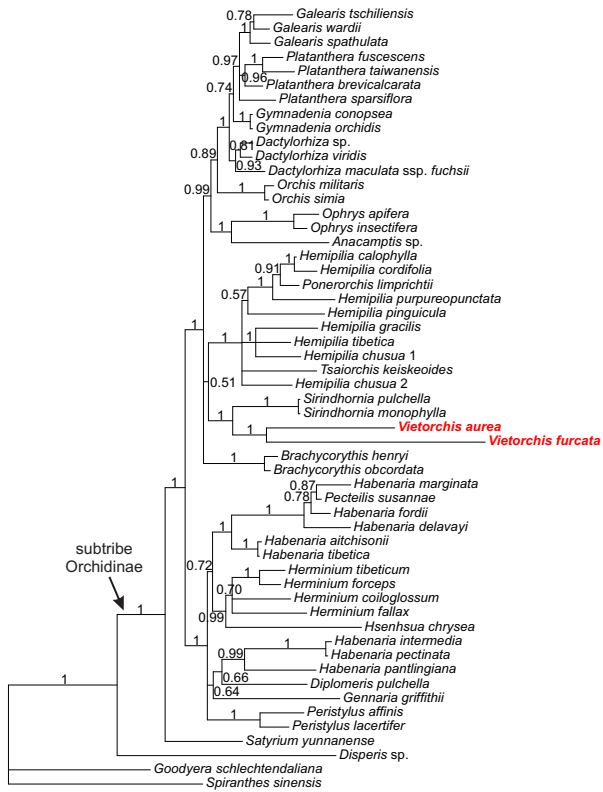 0.78
Galearis tschiliensis
1
Galearis wardii
Galearis spathulata
0.97
Platanthera fuscescens
1
Platanthera taiwanensis
0.96
Platanthera brevicalcarata
0.74
Platanthera sparsiflora
Gymnadenia conopsea
1
1
Gymnadenia orchidis
Dactylorhiza sp.
0.81
Dactylorhiza viridis
0.89
0.93
Dactylorhiza maculata ssp. fuchsii
Orchis militaris
1
0.99
Orchis simia
Ophrys apifera
1
Ophrys insectifera
1
Anacamptis sp.
Hemipilia calophylla
1
0.91
Hemipilia cordifolia
1
Ponerorchis limprichtii
0.57
Hemipilia purpureopunctata
Hemipilia pinguicula
Hemipilia gracilis
1
1
1
Hemipilia tibetica
Hemipilia chusua 1
Tsaiorchis keiskeoides
0.51
Hemipilia chusua 2
Sirindhornia pulchella
1
Sirindhornia monophylla
1
Vietorchis aurea
1
Vietorchis furcata
Brachycorythis henryi
1
Brachycorythis obcordata
0.87
Habenaria marginata
1
0.78
Pecteilis susannae
Habenaria fordii
1
Habenaria delavayi
1
Habenaria aitchisonii
1
Habenaria tibetica
subtribe
Orchidinae
0.72
Herminium tibeticum
1
Herminium forceps
0.70
Herminium coiloglossum
1
0.99
Herminium fallax
Hsenhsua chrysea
1
Habenaria intermedia
1
0.99
Habenaria pectinata
Habenaria pantlingiana
0.66
Diplomeris pulchella
1
0.64
Gennaria griffithii
Peristylus affinis
1
Peristylus lacertifer
Satyrium yunnanense
Disperis sp.
Goodyera schlechtendaliana
Spiranthes sinensis